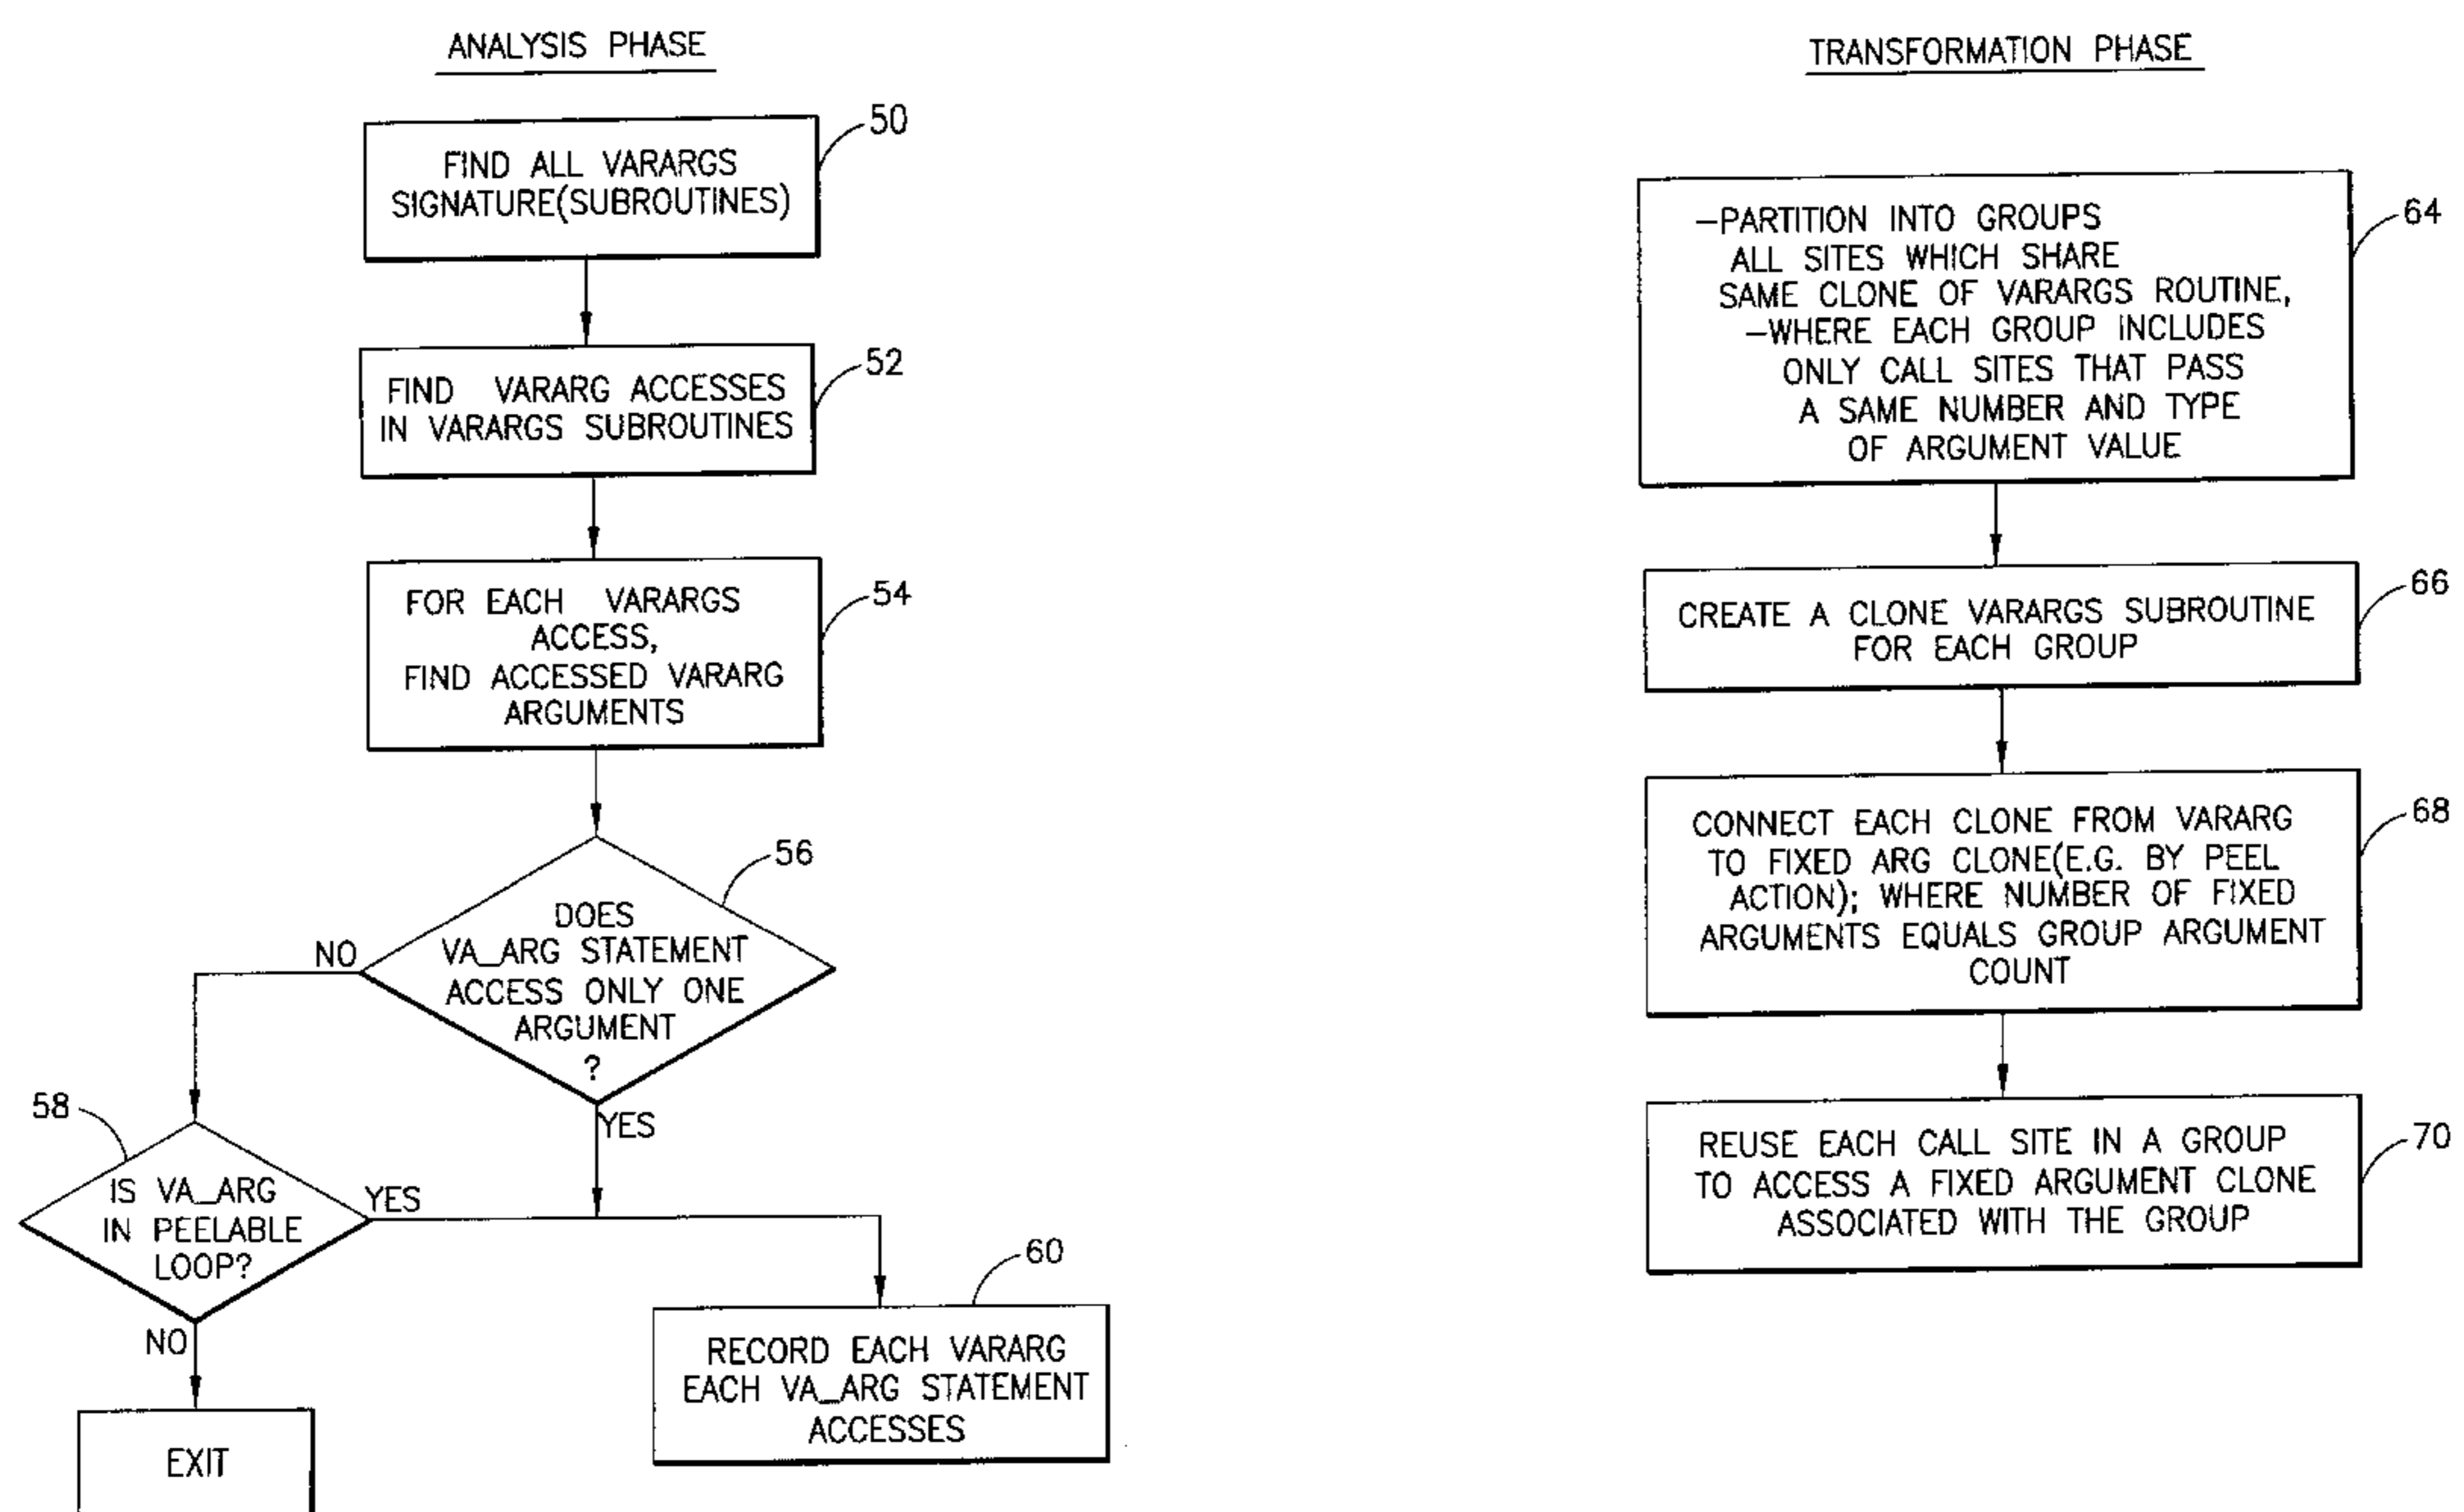 ANALYSIS PHASE
50
FIND ALL VARARGS
SIGNATURE(SUBROUTINES)
52
FIND VARARG ACCESSES
IN VARARGS SUBROUTINES
54
FOR EACH VARARGS
ACCESS,
FIND ACCESSED VARARG
ARGUMENTS
56
DOES
VA_ARG STATEMENT
ACCESS ONLY ONE
ARGUMENT
?
NO
YES
58
IS VA_ARG
IN PEELABLE
LOOP?
YES
NO
60
RECORD EACH VARARG
EACH VA_ARG STATEMENT
ACCESSES
EXIT
TRANSFORMATION PHASE
64
-PARTITION INTO GROUPS
ALL SITES WHICH SHARE
SAME CLONE OF VARARGS ROUTINE,
-WHERE EACH GROUP INCLUDES
ONLY CALL SITES THAT PASS
A SAME NUMBER AND TYPE
OF ARGUMENT VALUE
66
CREATE A CLONE VARARGS SUBROUTINE
FOR EACH GROUP
68
CONNECT EACH CLONE FROM VARARG
TO FIXED ARG CLONE(E.G. BY PEEL
ACTION); WHERE NUMBER OF FIXED
ARGUMENTS EQUALS GROUP ARGUMENT
COUNT
70
REUSE EACH CALL SITE IN A GROUP
TO ACCESS A FIXED ARGUMENT CLONE
ASSOCIATED WITH THE GROUP